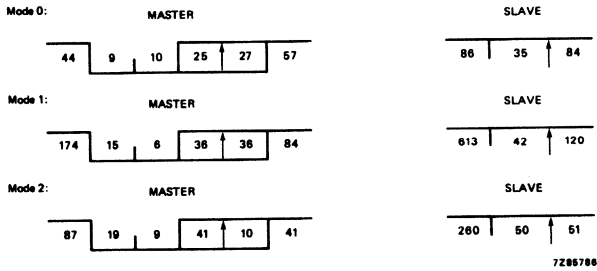 Mode 0: MASTER SLAVE
44 9 10 25 27 57 86 35 84
Mode 1: MASTER SLAVE
174 15 6 36 36 84 613 42 120
Mode 2: MASTER SLAVE
87 19 9 41 10 41 260 50 51
7Z85786